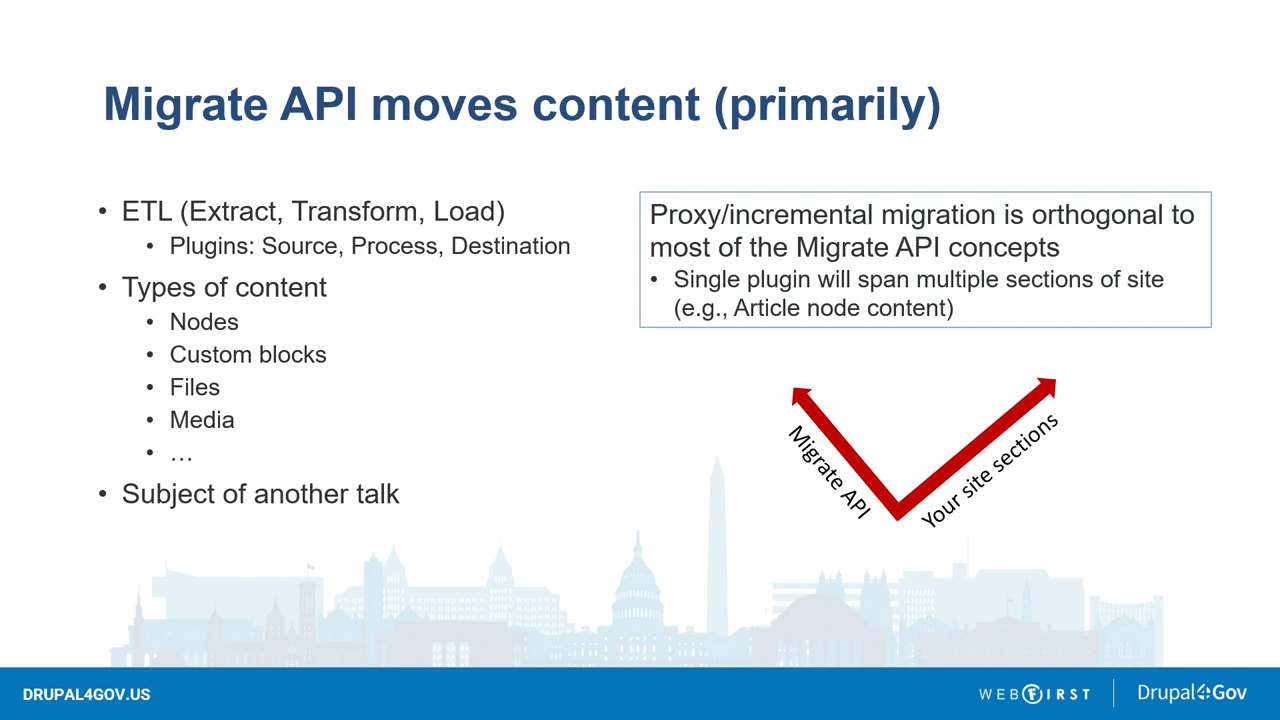 Migrate API moves content (primarily)
• ETL (Extract, Transform, Load)
• Plugins: Source, Process, Destination
• Types of content
• Nodes
• Custom blocks
• Files
• Media
• …
• Subject of another talk
Proxy/incremental migration is orthogonal to
most of the Migrate API concepts
• Single plugin will span multiple sections of site
(e.g., Article node content)
Migrate API
Your site sections
DRUPAL4GOV.US
WEBFIRST
Drupal4Gov